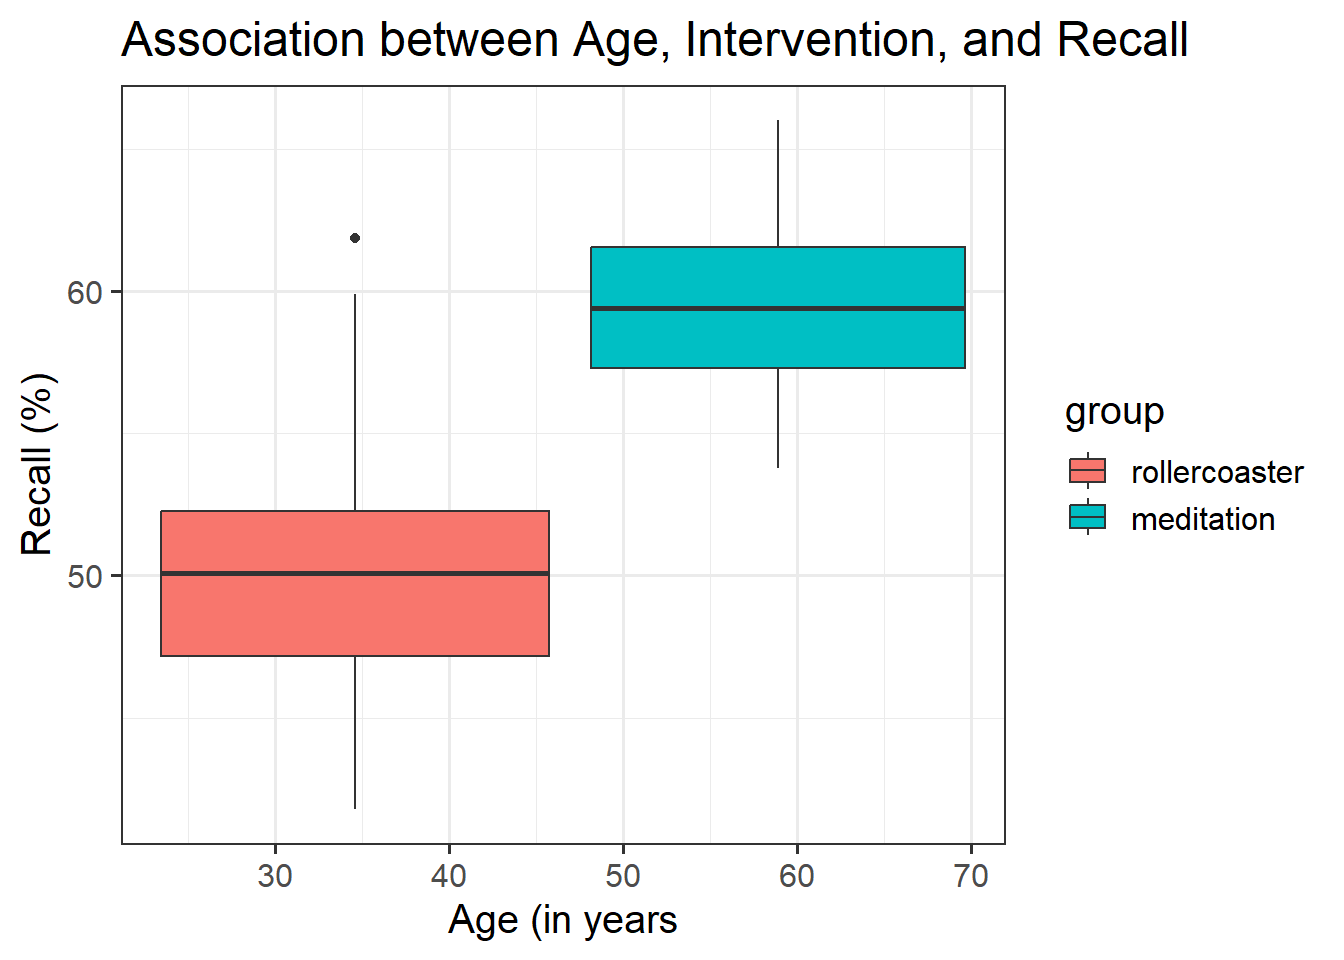 Association between Age, Intervention, and Recall
Recall (%)
60
50
30 40 50 60 70
Age (in years
group
rollercoaster
meditation